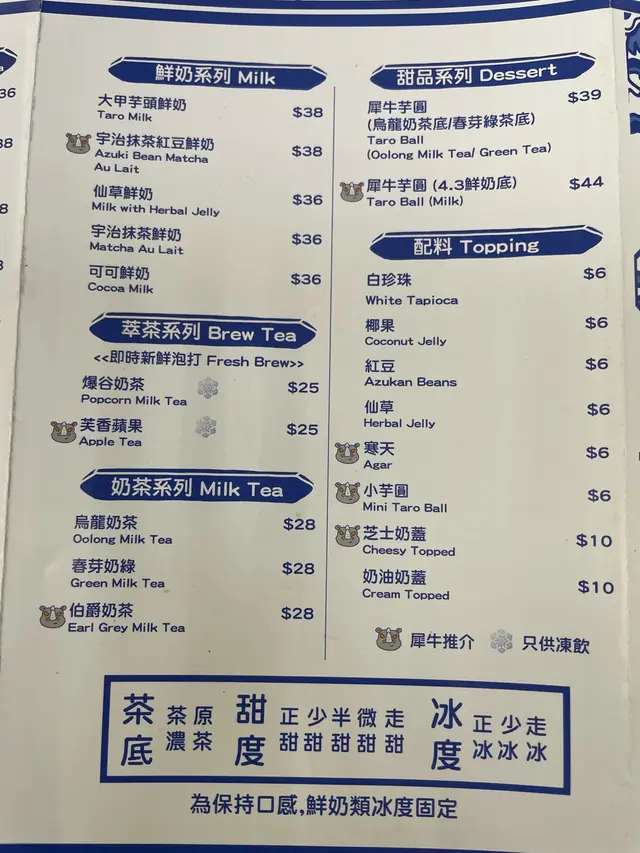 鮮奶系列 Milk
大甲芋頭鮮奶 $38
Taro Milk
宇治抹茶紅豆鮮奶 $38
Azuki Bean Matcha
Au Lait
仙草鮮奶 $36
Milk with Herbal Jelly
宇治抹茶鮮奶 $36
Matcha Au Lait
可可鮮奶 $36
Cocoa Milk
萃茶系列 Brew Tea
<<即時新鮮泡打 Fresh Brew>>
爆谷奶茶 $25
Popcorn Milk Tea
芙香蘋果 $25
Apple Tea
奶茶系列 Milk Tea
烏龍奶茶 $28
Oolong Milk Tea
春芽奶綠 $28
Green Milk Tea
伯爵奶茶 $28
Earl Grey Milk Tea
甜品系列 Dessert
犀牛芋圓 $39
(烏龍奶茶底/春芽綠茶底)
Taro Ball
(Oolong Milk Tea/ Green Tea)
犀牛芋圓 (4.3鮮奶底) $44
Taro Ball (Milk)
配料 Topping
白珍珠 $6
White Tapioca
椰果 $6
Coconut Jelly
紅豆 $6
Azukan Beans
仙草 $6
Herbal Jelly
寒天 $6
Agar
小芋圓 $6
Mini Taro Ball
芝士奶蓋 $10
Cheesy Topped
奶油奶蓋 $10
Cream Topped
犀牛推介 只供凍飲
茶底 茶濃 原茶 甜度 正甜 少甜 半甜 微甜 走甜 冰度 正冰 少冰 走冰
為保持口感,鮮奶類冰度固定